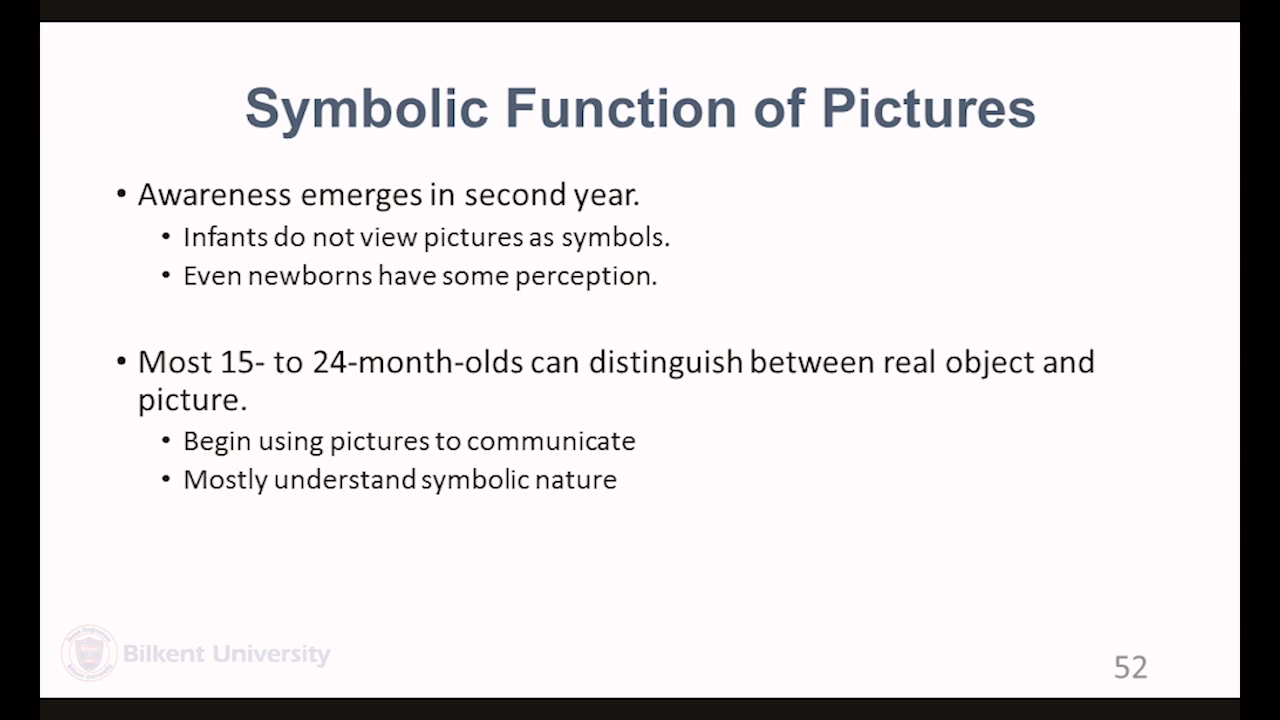 Symbolic Function of Pictures
• Awareness emerges in second year.
• Infants do not view pictures as symbols.
• Even newborns have some perception.
• Most 15- to 24-month-olds can distinguish between real object and
picture.
• Begin using pictures to communicate
• Mostly understand symbolic nature
Bilkent University
52